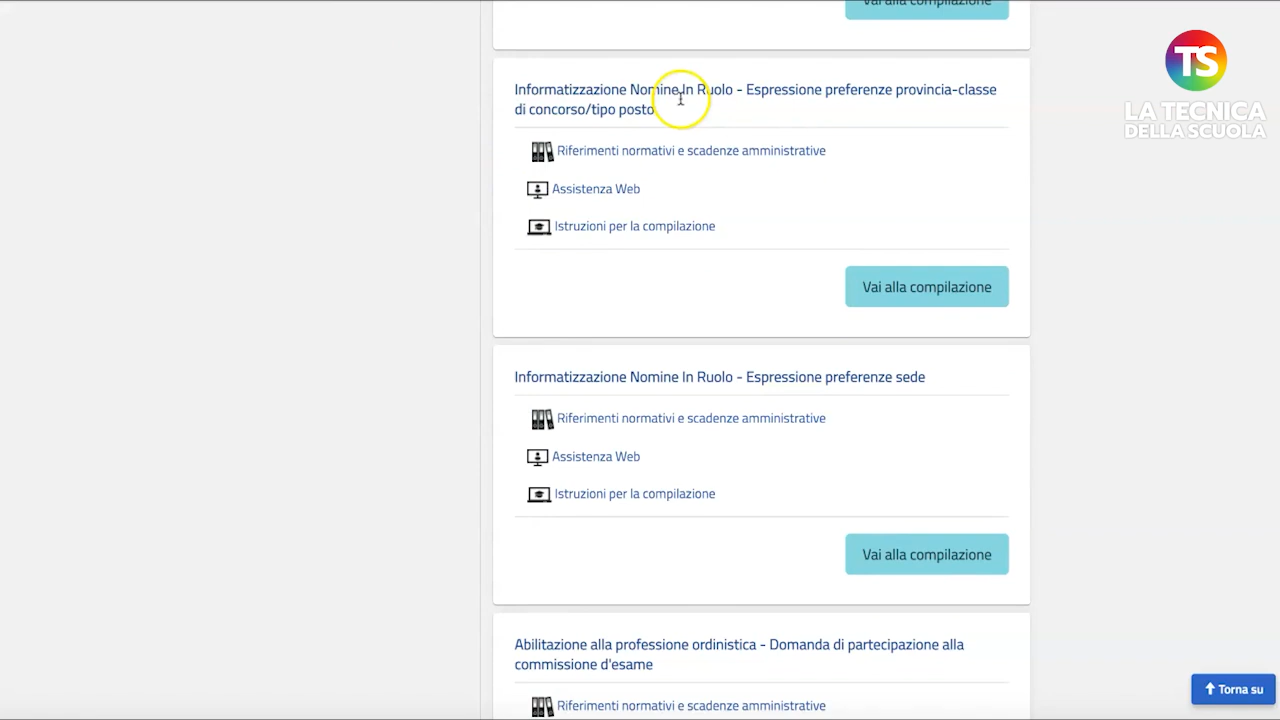 Vai alla compilazione
TS
LA TECNICA
DELLA SCUOLA
Informatizzazione Nomine In Ruolo - Espressione preferenze provincia-classe
di concorso/tipo posto
Riferimenti normativi e scadenze amministrative
Assistenza Web
Istruzioni per la compilazione
Vai alla compilazione
Informatizzazione Nomine In Ruolo - Espressione preferenze sede
Riferimenti normativi e scadenze amministrative
Assistenza Web
Istruzioni per la compilazione
Vai alla compilazione
Abilitazione alla professione ordinistica - Domanda di partecipazione alla
commissione d'esame
Riferimenti normativi e scadenze amministrative
Torna su